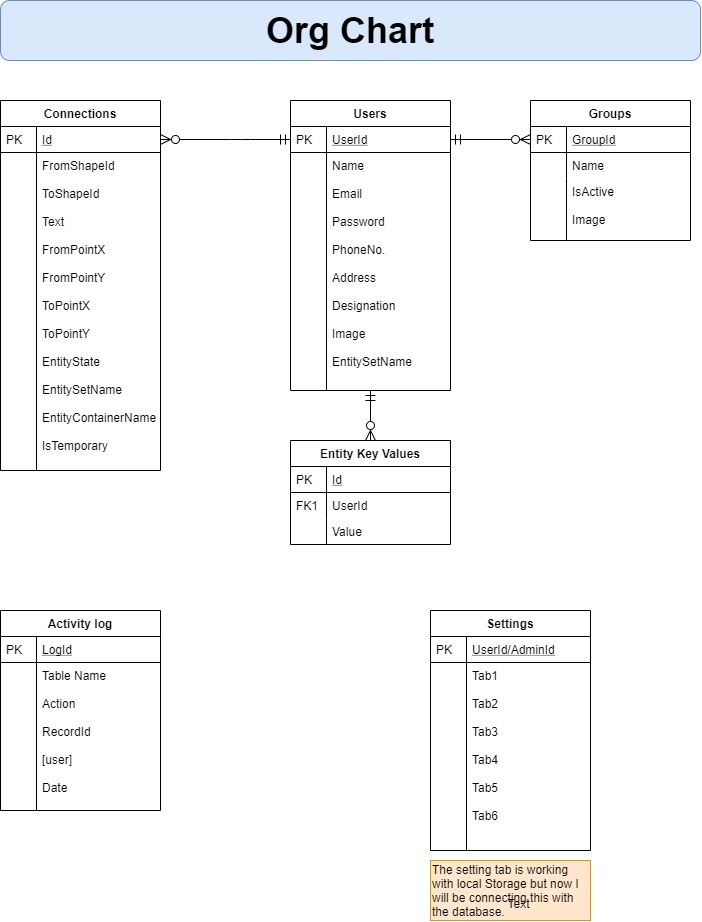 Org Chart
Connections
PK Id
FromShapeId
ToShapeId
Text
FromPointX
FromPointY
ToPointX
ToPointY
EntityState
EntitySetName
EntityContainerName
IsTemporary
Users
PK UserId
Name
Email
Password
PhoneNo.
Address
Designation
Image
EntitySetName
Groups
PK GroupId
Name
IsActive
Image
Entity Key Values
PK Id
FK1 UserId
Value
Activity log
PK LogId
Table Name
Action
RecordId
[user]
Date
Settings
PK UserId/AdminId
Tab1
Tab2
Tab3
Tab4
Tab5
Tab6
The setting tab is working
with local Storage but now I
will be connecting this with
the database.
Text